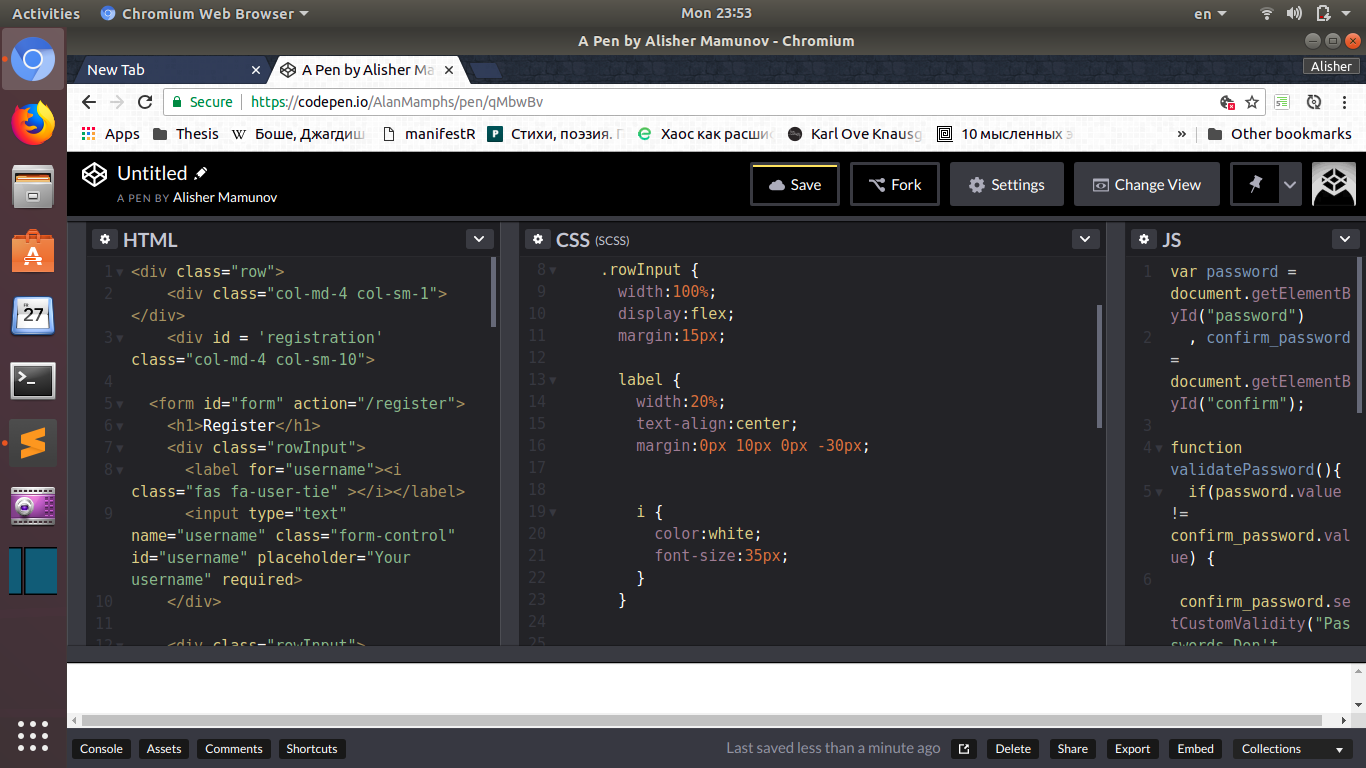 Activities
Chromium Web Browser
Mon 23:53
en
A Pen by Alisher Mamunov - Chromium
New Tab
A Pen by Alisher Ma
Alisher
Secure
https://codepen.io/AlanMamphs/pen/qMbwBv
Apps
Thesis
Боше, Джагдиш
manifestR
Стихи, поэзия.
Хаос как расши
Karl Ove Knausg
10 мысленных
»
Other bookmarks
Untitled
A PEN BY Alisher Mamunov
Save
Fork
Settings
Change View
HTML
1 <div class="row">
2 <div class="col-md-4 col-sm-1">
</div>
3 <div id = 'registration'
class="col-md-4 col-sm-10">
4
5 <form id="form" action="/register">
6 <h1>Register</h1>
7 <div class="rowInput">
8 <label for="username"><i
class="fas fa-user-tie" ></i></label>
9 <input type="text"
name="username" class="form-control"
id="username" placeholder="Your
username" required>
10 </div>
11
12 <div class="rowInput">
CSS (SCSS)
8 .rowInput {
9 width:100%;
10 display:flex;
11 margin:15px;
12
13 label {
14 width:20%;
15 text-align:center;
16 margin:0px 10px 0px -30px;
17
18
19 i {
20 color:white;
21 font-size:35px;
22 }
23 }
24
25
JS
1 var password =
document.getElementB
yId("password")
2 , confirm_password
=
document.getElementB
yId("confirm");
3
4 function
validatePassword(){
5 if(password.value
!=
confirm_password.val
ue) {
6
confirm_password.se
tCustomValidity("Pas
swords Don't
27
Console
Assets
Comments
Shortcuts
Last saved less than a minute ago
Delete
Share
Export
Embed
Collections